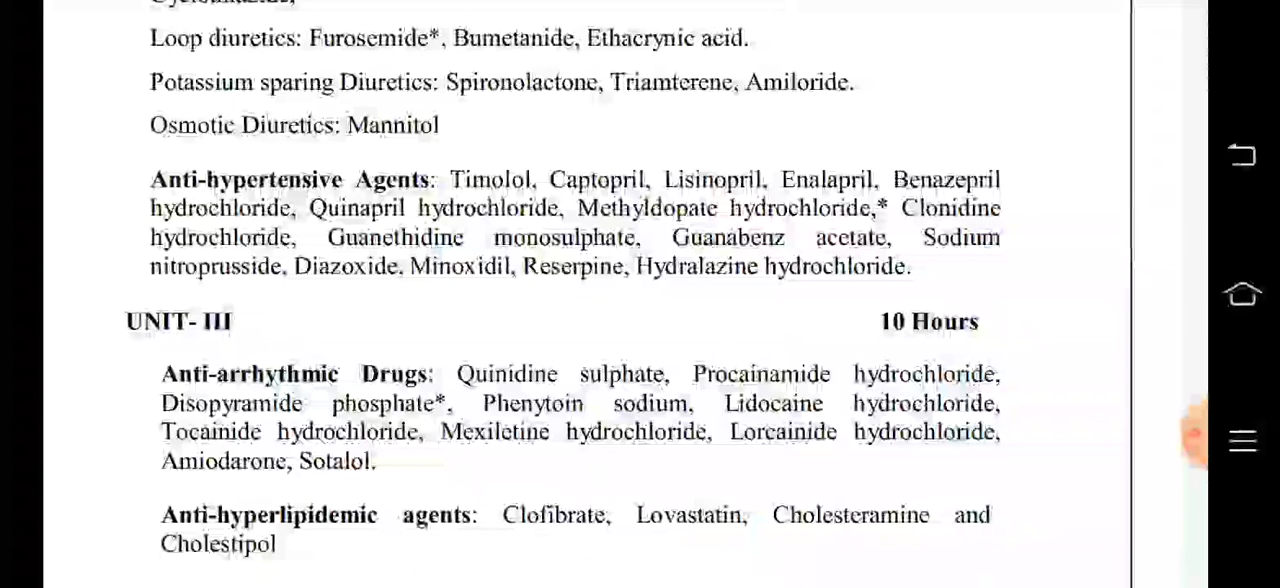 Loop diuretics: Furosemide*, Bumetanide, Ethacrynic acid.
Potassium sparing Diuretics: Spironolactone, Triamterene, Amiloride.
Osmotic Diuretics: Mannitol
Anti-hypertensive Agents: Timolol, Captopril, Lisinopril, Enalapril, Benazepril
hydrochloride, Quinapril hydrochloride, Methyldopate hydrochloride,* Clonidine
hydrochloride, Guanethidine monosulphate, Guanabenz acetate, Sodium
nitroprusside, Diazoxide, Minoxidil, Reserpine, Hydralazine hydrochloride.
UNIT- III 10 Hours
Anti-arrhythmic Drugs: Quinidine sulphate, Procainamide hydrochloride,
Disopyramide phosphate*, Phenytoin sodium, Lidocaine hydrochloride,
Tocainide hydrochloride, Mexiletine hydrochloride, Lorcainide hydrochloride,
Amiodarone, Sotalol.
Anti-hyperlipidemic agents: Clofibrate, Lovastatin, Cholesteramine and
Cholestipol